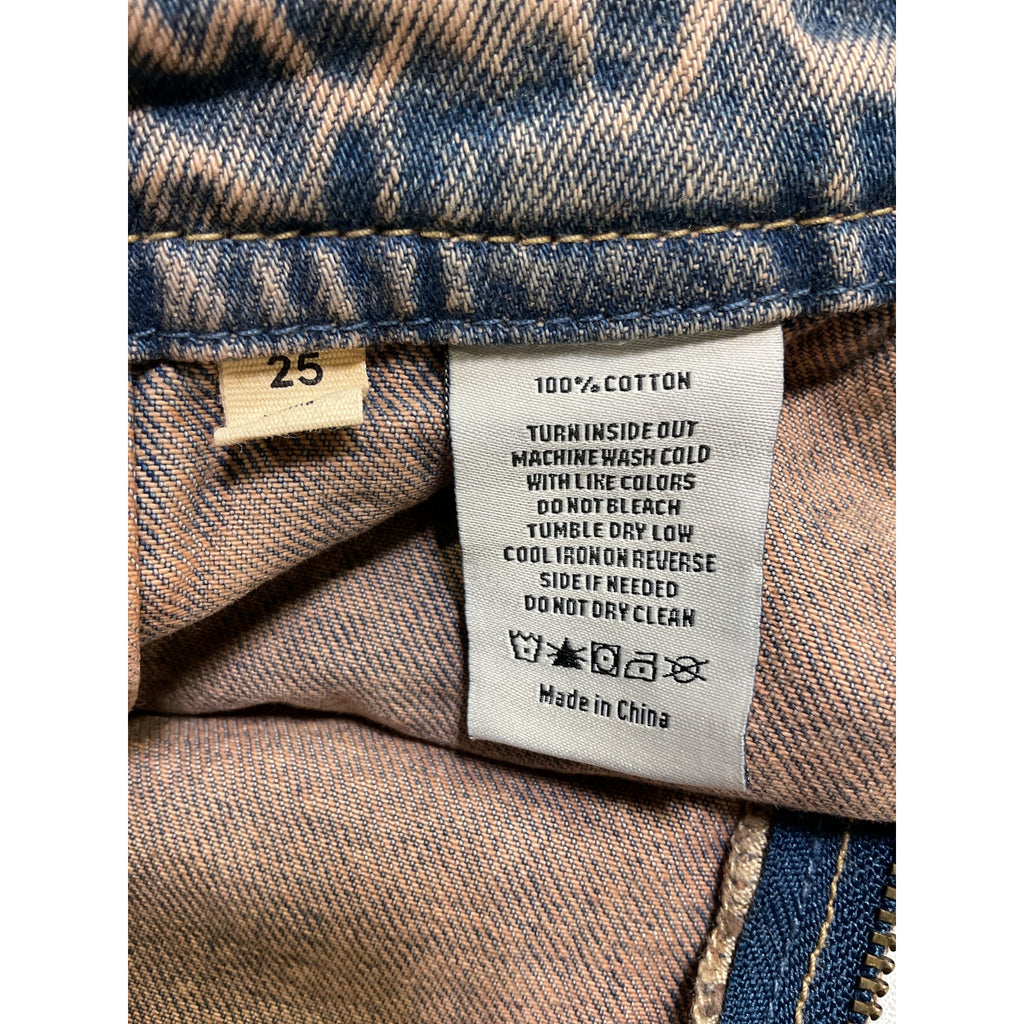 25
100% COTTON
TURN INSIDE OUT
MACHINE WASH COLD
WITH LIKE COLORS
DO NOT BLEACH
TUMBLE DRY LOW
COOL IRON ON REVERSE
SIDE IF NEEDED
DO NOT DRY CLEAN
Made in China